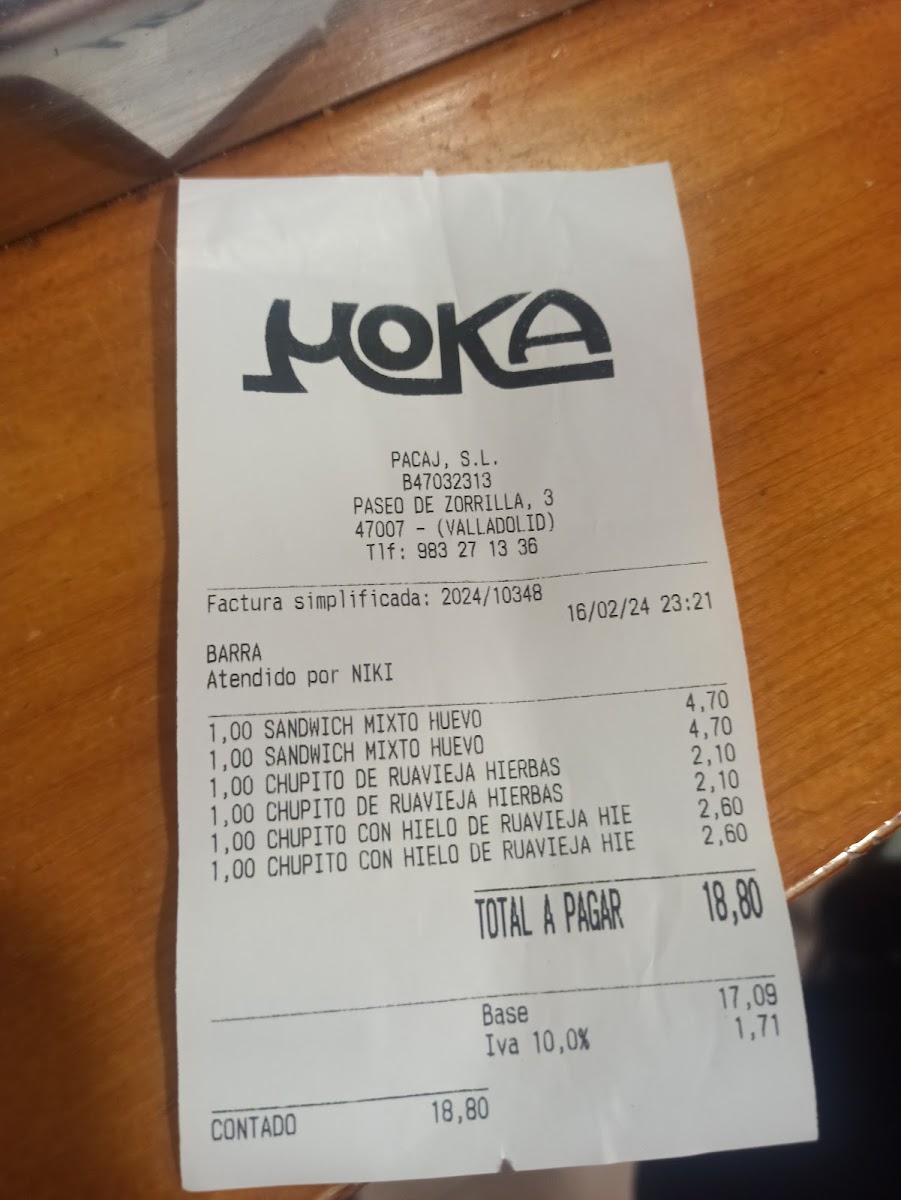 MOKA
PACAJ, S.L.
B47032313
PASEO DE ZORRILLA, 3
47007 - (VALLADOLID)
Tlf: 983 27 13 36
Factura simplificada: 2024/10348
16/02/24 23:21
BARRA
Atendido por NIKI
1,00 SANDWICH MIXTO HUEVO 4,70
1,00 SANDWICH MIXTO HUEVO 4,70
1,00 CHUPITO DE RUAVIEJA HIERBAS 2,10
1,00 CHUPITO DE RUAVIEJA HIERBAS 2,10
1,00 CHUPITO CON HIELO DE RUAVIEJA HIE 2,60
1,00 CHUPITO CON HIELO DE RUAVIEJA HIE 2,60
TOTAL A PAGAR 18,80
Base 17,09
Iva 10,0% 1,71
CONTADO 18,80